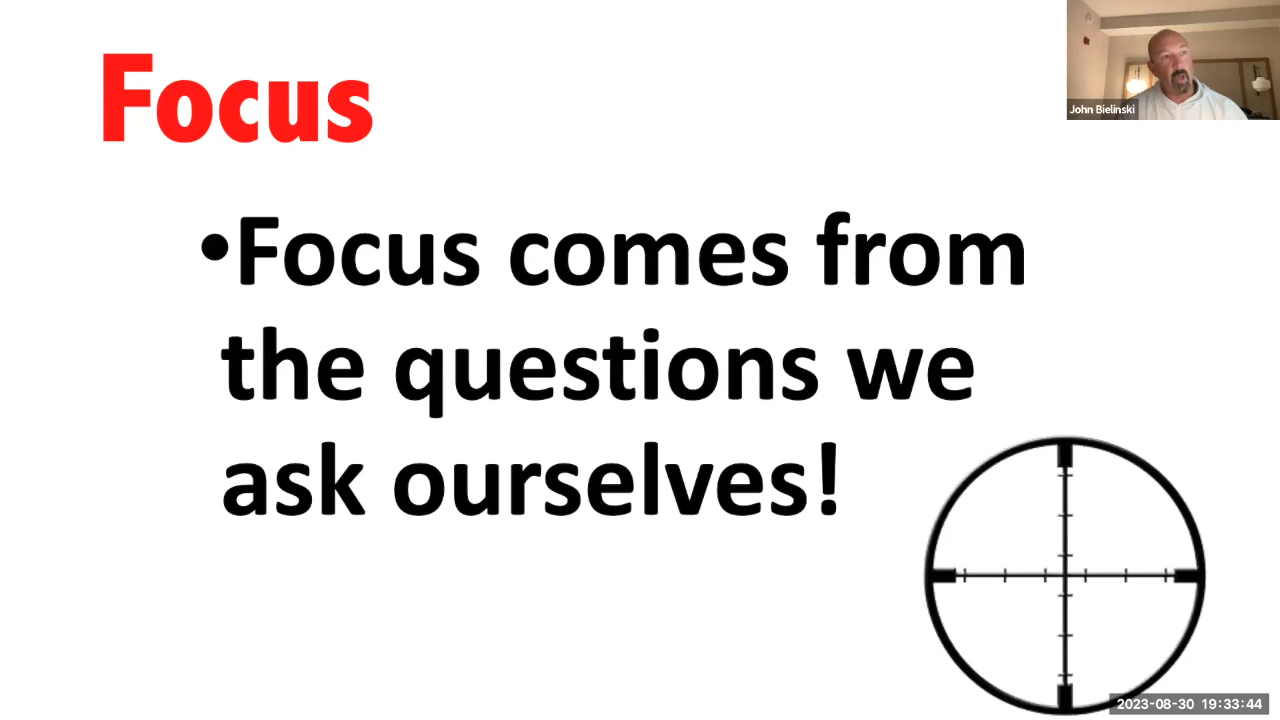 Focus
John Bielinski
•Focus comes from
the questions we
ask ourselves!
2023-08-30 19:33:44